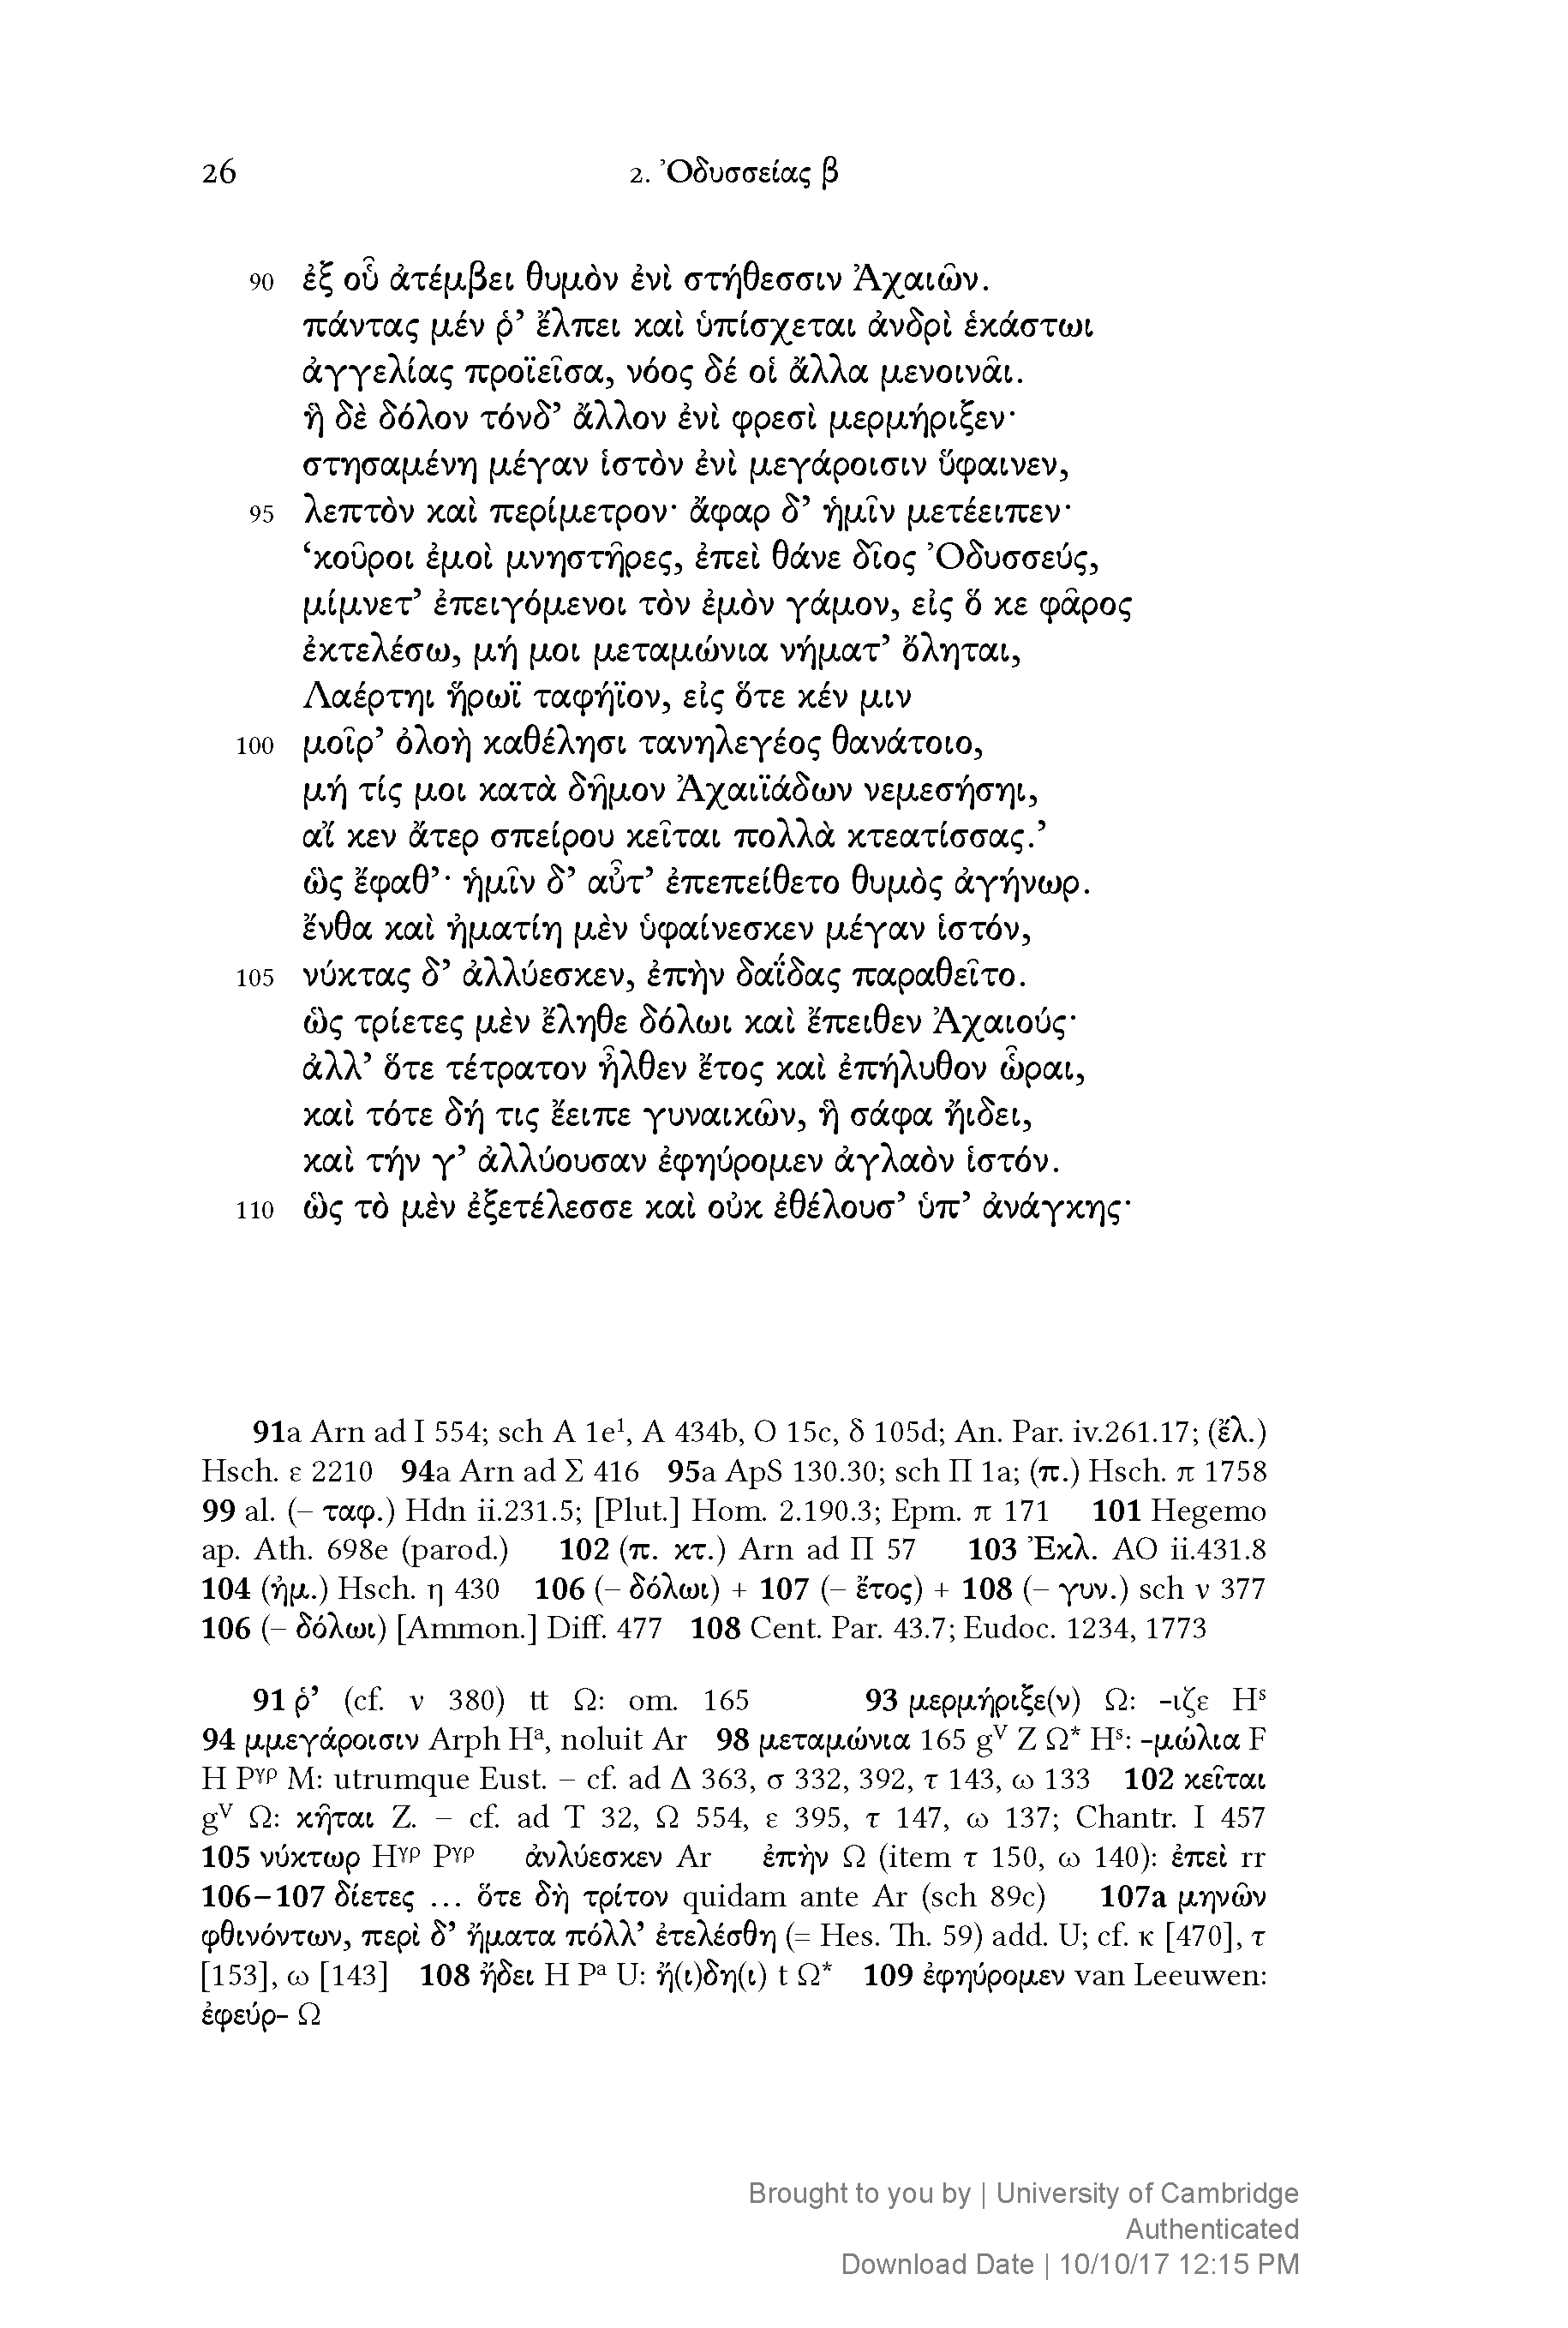 26 2. Ὀδυσσείας β
90 ἐξ οὗ ἀτέμβει θυμὸν ἐνὶ στήθεσσιν Ἀχαιῶν.
πάντας μέν ῥ’ ἔλπει καὶ ὑπίσχεται ἀνδρὶ ἑκάστωι
ἀγγελίας προϊεῖσα, νόος δέ οἱ ἄλλα μενοινᾶι.
ἣ δὲ δόλον τόνδ’ ἄλλον ἐνὶ φρεσὶ μερμήριξεν·
στησαμένη μέγαν ἱστὸν ἐνὶ μεγάροισιν ὕφαινεν,
95 λεπτὸν καὶ περίμετρον· ἄφαρ δ’ ἡμῖν μετέειπεν·
‘κοῦροι ἐμοὶ μνηστῆρες, ἐπεὶ θάνε δῖος Ὀδυσσεύς,
μίμνετ’ ἐπειγόμενοι τὸν ἐμὸν γάμον, εἰς ὅ κε φᾶρος
ἐκτελέσω, μή μοι μεταμώνια νήματ’ ὄληται,
Λαέρτηι ἥρωϊ ταφήϊον, εἰς ὅτε κέν μιν
100 μοῖρ’ ὀλοὴ καθέλησι τανηλεγέος θανάτοιο,
μή τίς μοι κατὰ δῆμον Ἀχαιϊάδων νεμεσήσηι,
αἴ κεν ἄτερ σπείρου κεῖται πολλὰ κτεατίσσας.’
ὣς ἔφαθ’· ἡμῖν δ’ αὖτ’ ἐπεπείθετο θυμὸς ἀγήνωρ.
ἔνθα καὶ ἠματίη μὲν ὑφαίνεσκεν μέγαν ἱστόν,
105 νύκτας δ’ ἀλλύεσκεν, ἐπὴν δαΐδας παραθεῖτο.
ὣς τρίετες μὲν ἔληθε δόλωι καὶ ἔπειθεν Ἀχαιούς·
ἀλλ’ ὅτε τέτρατον ἦλθεν ἔτος καὶ ἐπήλυθον ὧραι,
καὶ τότε δή τις ἔειπε γυναικῶν, ἣ σάφα ἤιδει,
καὶ τήν γ’ ἀλλύουσαν ἐφηύρομεν ἀγλαὸν ἱστόν.
110 ὣς τὸ μὲν ἐξετέλεσσε καὶ οὐκ ἐθέλουσ’ ὑπ’ ἀνάγκης·
91a Arn ad I 554; sch A 1e¹, A 434b, O 15c, δ 105d; An. Par. iv.261.17; (ἔλ.)
Hsch. ε 2210 94a Arn ad Σ 416 95a ApS 130.30; sch Π 1a; (π.) Hsch. π 1758
99 al. (– ταφ.) Hdn ii.231.5; [Plut.] Hom. 2.190.3; Epm. π 171 101 Hegemo
ap. Ath. 698e (parod.) 102 (π. κτ.) Arn ad Π 57 103 Ἐκλ. AO ii.431.8
104 (ἠμ.) Hsch. η 430 106 (– δόλωι) + 107 (– ἔτος) + 108 (– γυν.) sch ν 377
106 (– δόλωι) [Ammon.] Diff. 477 108 Cent. Par. 43.7; Eudoc. 1234, 1773
91 ῥ’ (cf. ν 380) tt Ω: om. 165 93 μερμήριξε(ν) Ω: -ιζε Hˢ
94 μμεγάροισιν Arph Hᵃ, noluit Ar 98 μεταμώνια 165 gⱽ Z Ω* Hˢ: -μώλια F
H Pᵞᵖ M: utrumque Eust. – cf. ad Δ 363, σ 332, 392, τ 143, ω 133 102 κεῖται
gⱽ Ω: κῆται Z. – cf. ad T 32, Ω 554, ε 395, τ 147, ω 137; Chantr. I 457
105 νύκτωρ Hᵞᵖ Pᵞᵖ ἀνλύεσκεν Ar ἐπὴν Ω (item τ 150, ω 140): ἐπεὶ rr
106–107 δίετες ... ὅτε δὴ τρίτον quidam ante Ar (sch 89c) 107a μηνῶν
φθινόντων, περὶ δ’ ἤματα πόλλ’ ἐτελέσθη (= Hes. Th. 59) add. U; cf. κ [470], τ
[153], ω [143] 108 ἤδει H Pᵃ U: ἤ(ι)δη(ι) t Ω* 109 ἐφηύρομεν van Leeuwen:
ἐφεύρ- Ω
Brought to you by | University of Cambridge
Authenticated
Download Date | 10/10/17 12:15 PM